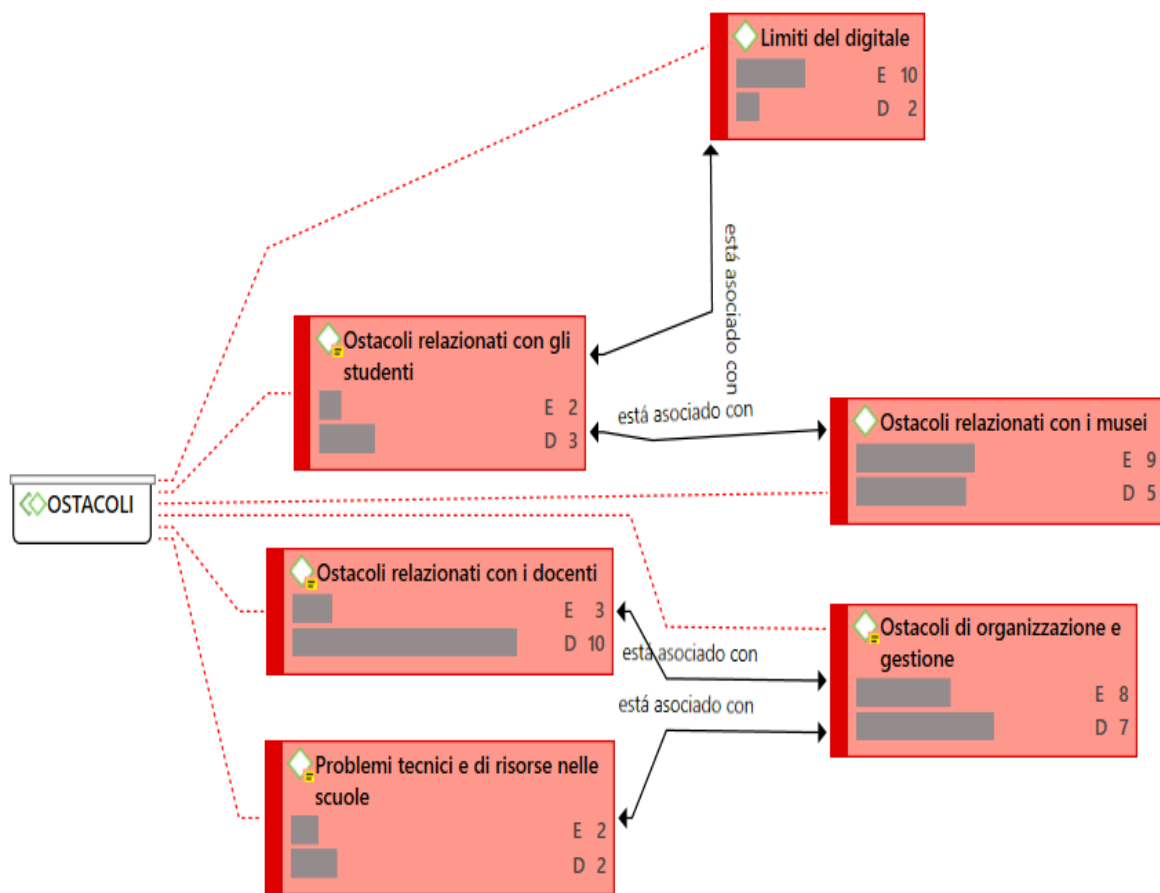 Limiti del digitale
E 10
D 2
está asociado con
Ostacoli relazionati con gli
studenti
E 2
D 3
está asociado con
Ostacoli relazionati con i musei
E 9
D 5
OSTACOLI
Ostacoli relazionati con i docenti
E 3
D 10
está asociado con
Ostacoli di organizzazione e
gestione
E 8
D 7
está asociado con
Problemi tecnici e di risorse nelle
scuole
E 2
D 2